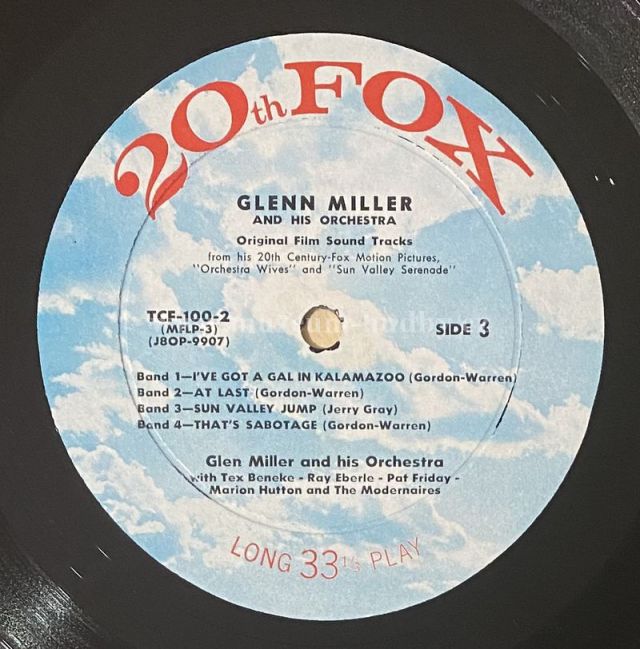 20th FOX
GLENN MILLER
AND HIS ORCHESTRA
Original Film Sound Tracks
from his 20th Century-Fox Motion Pictures,
"Orchestra Wives" and "Sun Valley Serenade"
TCF-100-2
(MFLP-3)
(J8OP-9907)
SIDE 3
Band 1—I'VE GOT A GAL IN KALAMAZOO (Gordon-Warren)
Band 2—AT LAST (Gordon-Warren)
Band 3—SUN VALLEY JUMP (Jerry Gray)
Band 4—THAT'S SABOTAGE (Gordon-Warren)
Glen Miller and his Orchestra
with Tex Beneke - Ray Eberle - Pat Friday -
Marion Hutton and The Modernaires
LONG 33⅓ PLAY